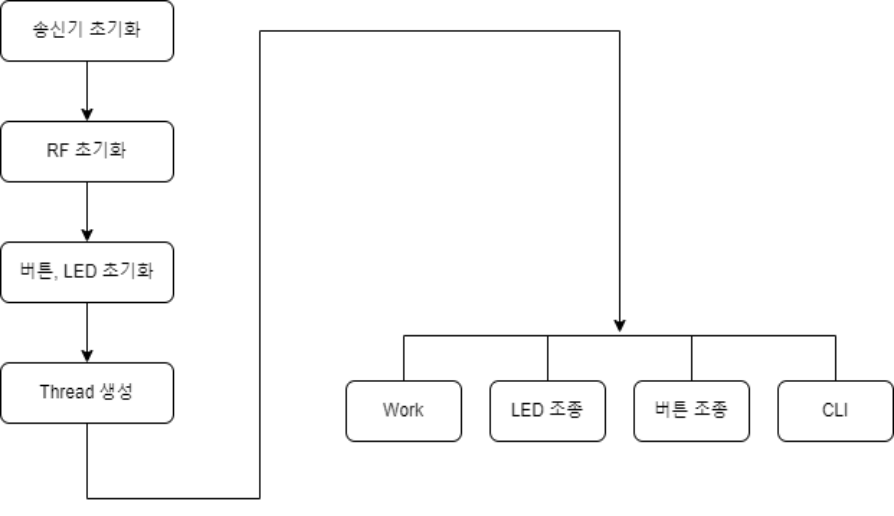 송신기 초기화
RF 초기화
버튼, LED 초기화
Thread 생성
Work
LED 조종
버튼 조종
CLI